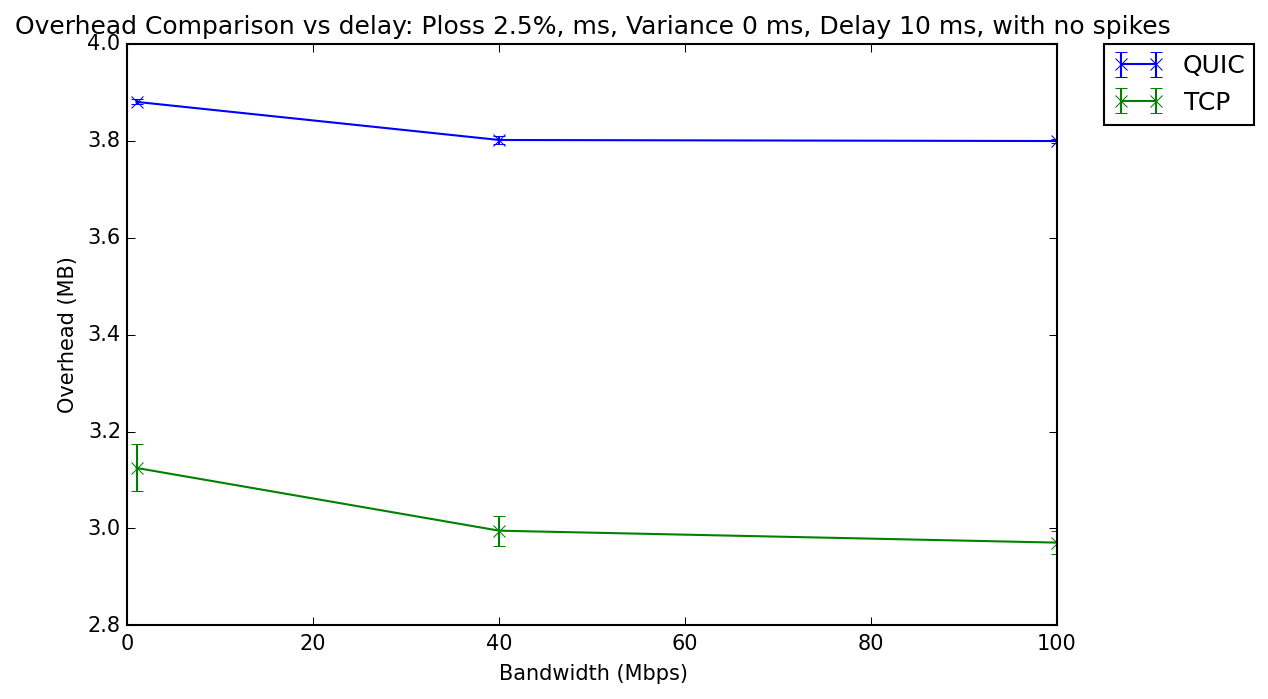 Overhead Comparison vs delay: Ploss 2.5%, ms, Variance 0 ms, Delay 10 ms, with no spikes
QUIC
TCP
4.0
3.8
3.6
3.4
3.2
3.0
2.8
Overhead (MB)
0 20 40 60 80 100
Bandwidth (Mbps)